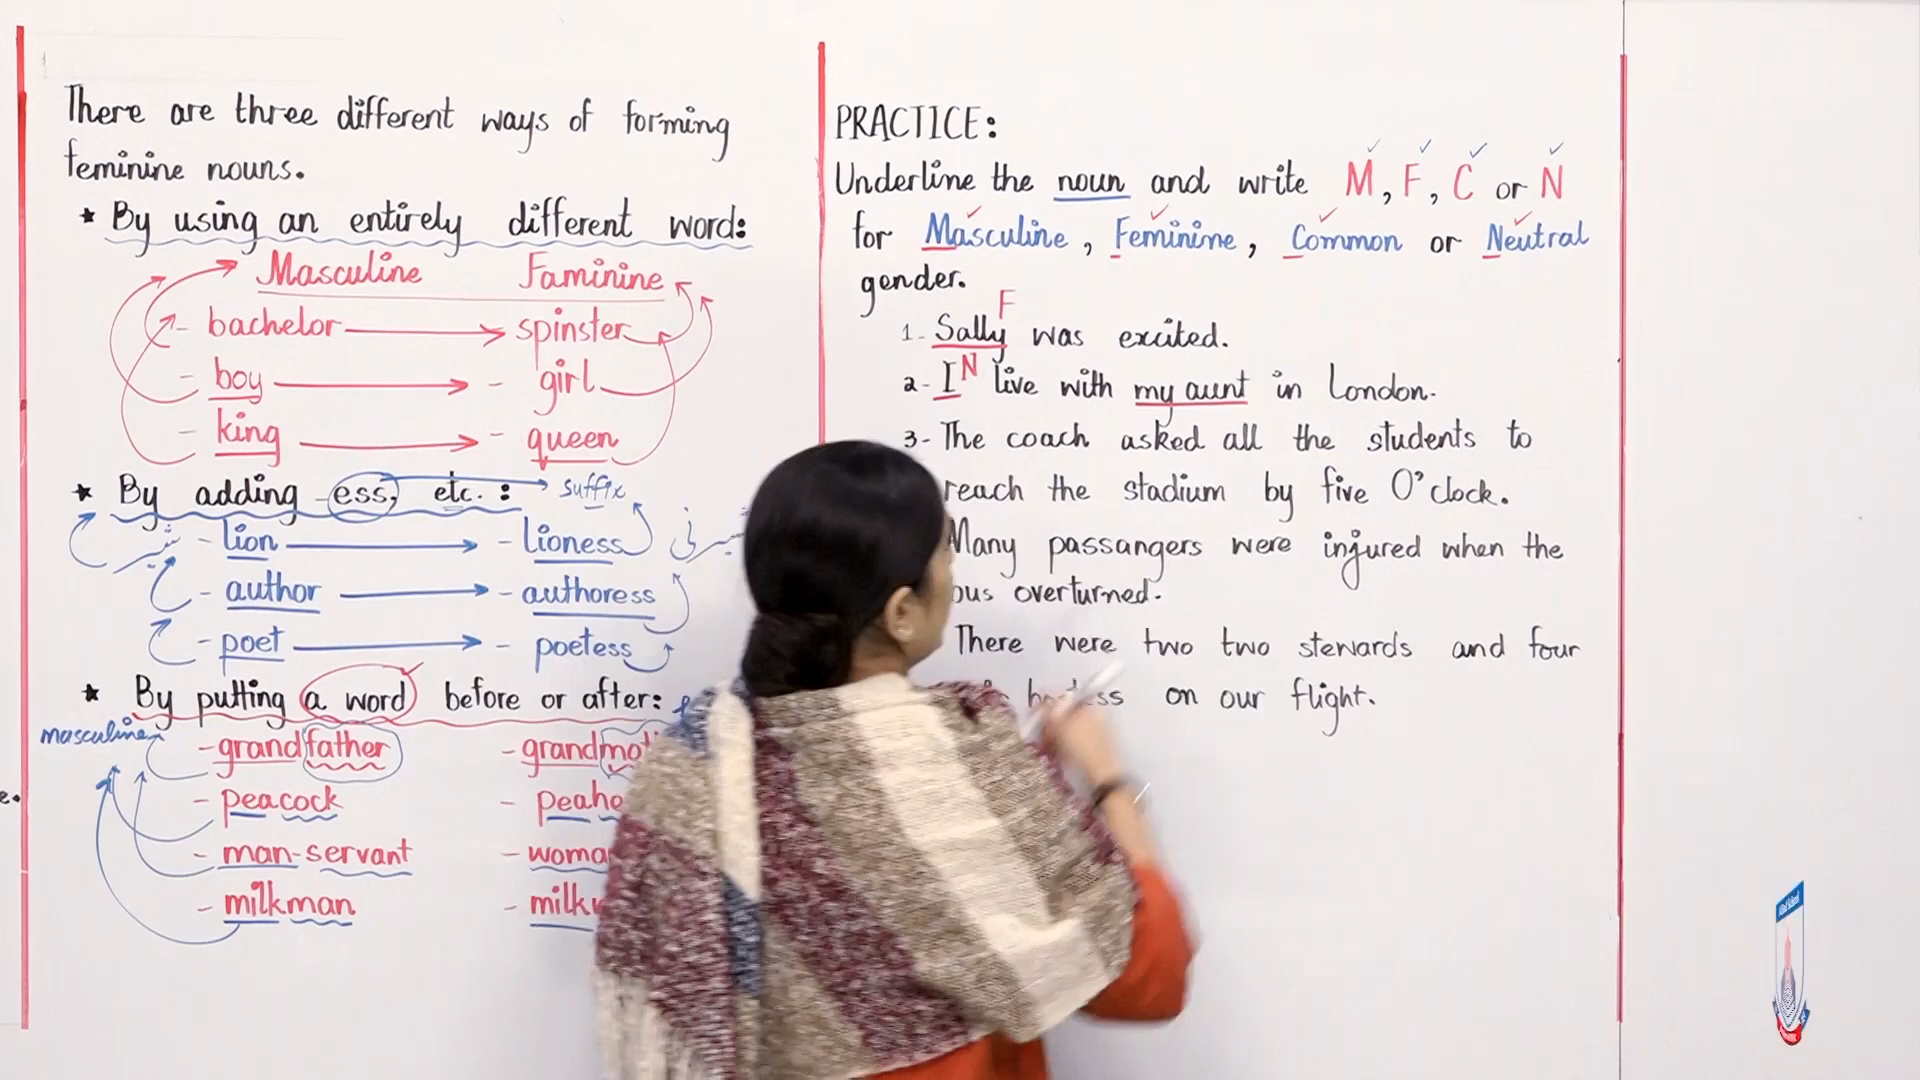 There are three different ways of forming
feminine nouns.
★ By using an entirely different word:
Masculine Faminine
- bachelor → spinster
- boy → - girl
- king → - queen
★ By adding -ess, etc. : → suffix
شیر - lion → - Lioness شیرنی
- author → - authoress
- poet → - poetess
★ By putting a word before or after:
masculine
- grandfather
- peacock
- man-servant
- milkman
PRACTICE:
Underline the noun and write M, F, C or N
for Masculine, Feminine, Common or Neutral
gender.
F
1- Sally was excited.
2- I N live with my aunt in London.
3- The coach asked all the students to
reach the stadium by five O'clock.
Many passangers were injured when the
bus overturned.
There were two two stewards and four
on our flight.